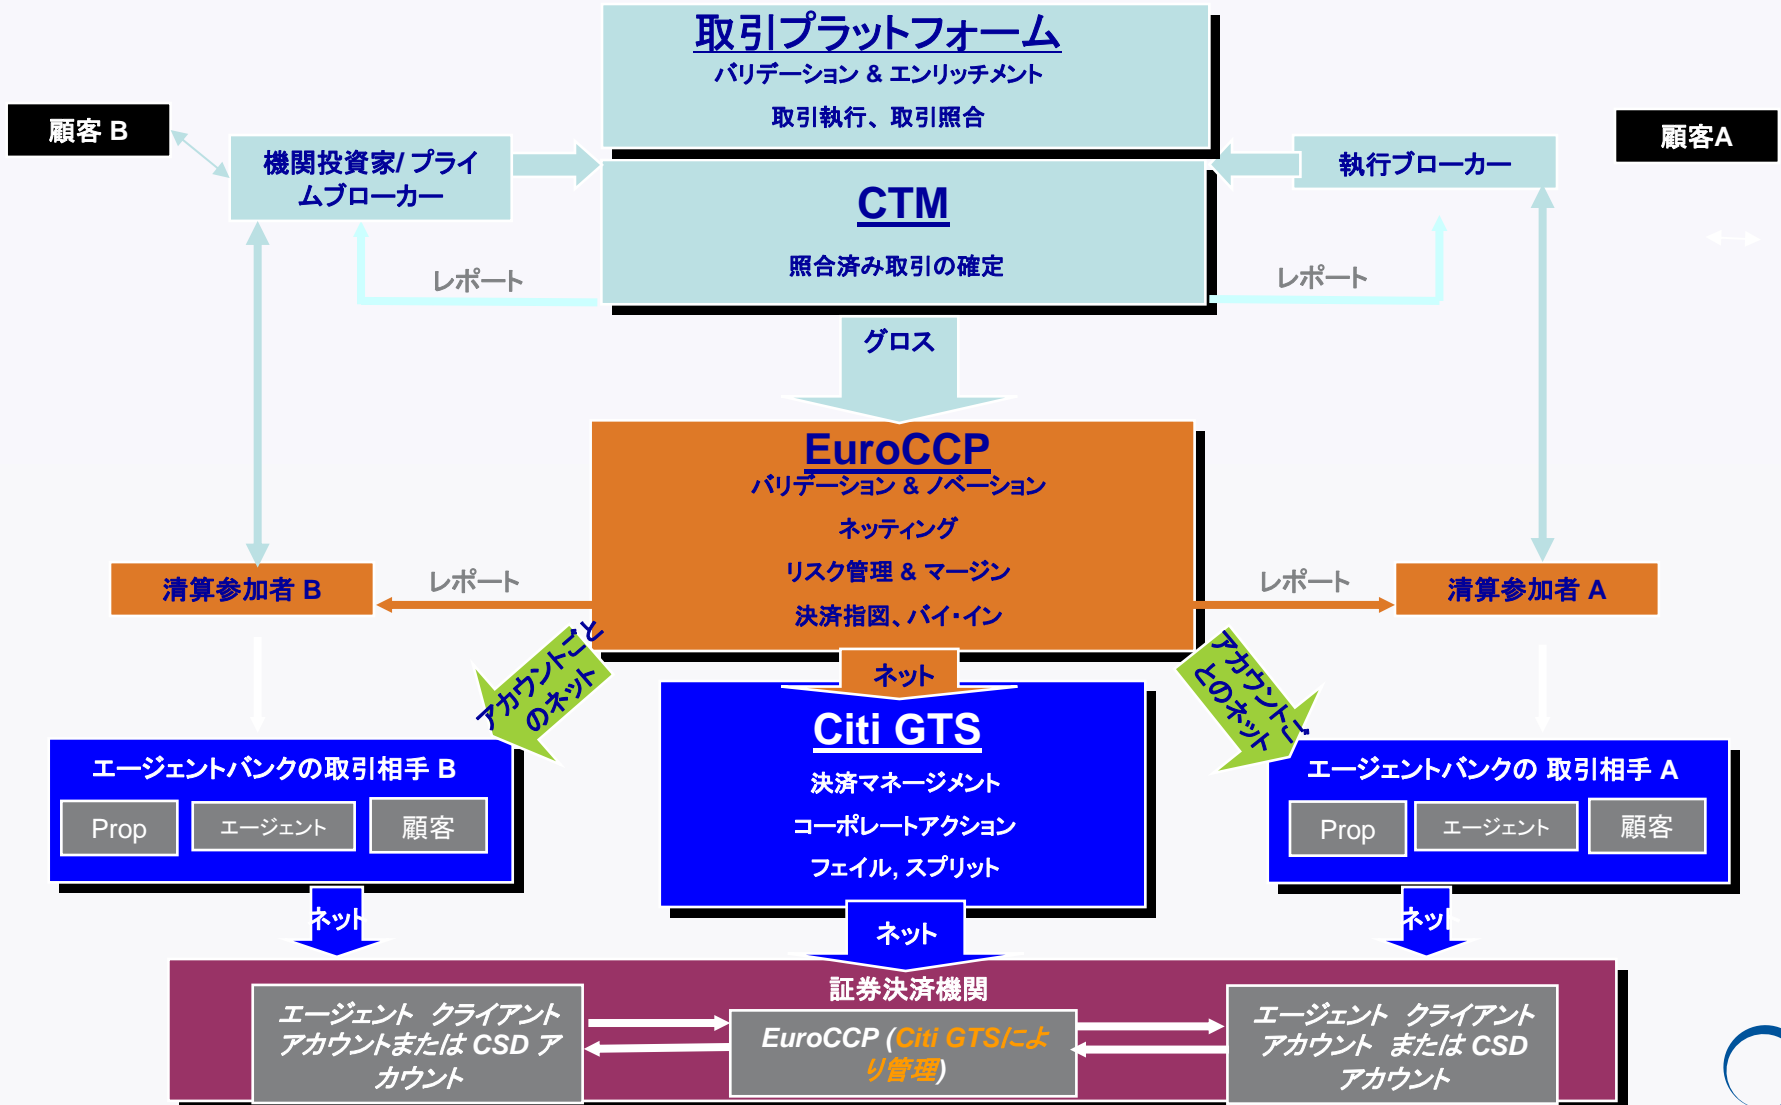 取引プラットフォーム
バリデーション & エンリッチメント
取引執行、取引照合
顧客 B
顧客A
機関投資家/ プライ
ムブローカー
執行ブローカー
CTM
照合済み取引の確定
レポート
レポート
グロス
EuroCCP
バリデーション & ノベーション
ネッティング
リスク管理 & マージン
決済指図、バイ・イン
清算参加者 B
レポート
レポート
清算参加者 A
アカウントごと
のネット
ネット
アカウントご
とのネット
Citi GTS
決済マネージメント
コーポレートアクション
フェイル, スプリット
エージェントバンクの取引相手 B
Prop
エージェント
顧客
エージェントバンクの 取引相手 A
Prop
エージェント
顧客
ネット
ネット
ネット
証券決済機関
エージェント クライアント
アカウントまたは CSD ア
カウント
EuroCCP (Citi GTSによ
り管理)
エージェント クライアント
アカウント または CSD
アカウント